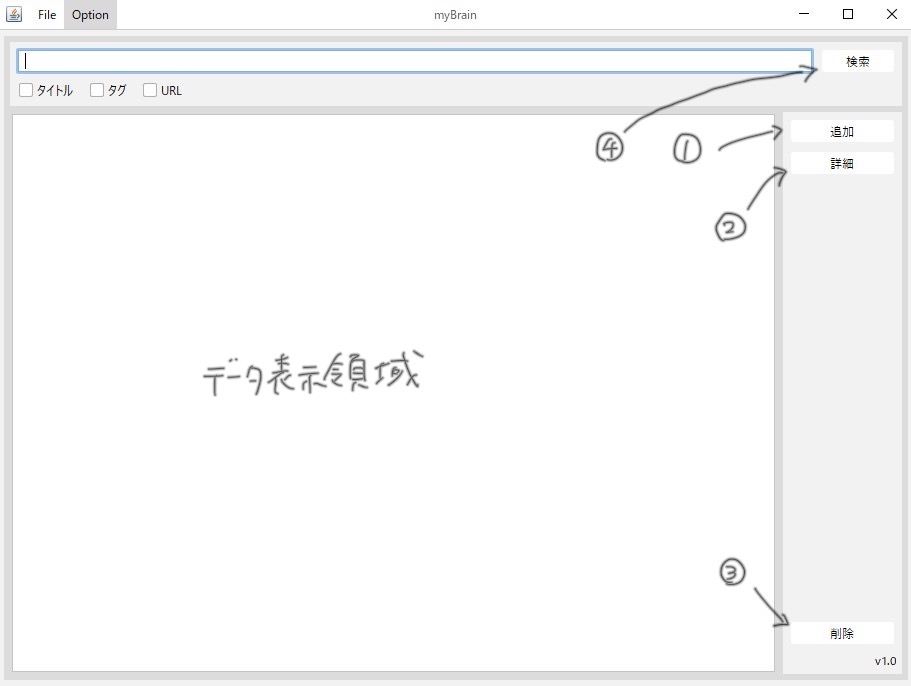 File Option myBrain
検索
タイトル タグ URL
④ ① 追加
詳細
②
データ表示領域
③
削除
v1.0